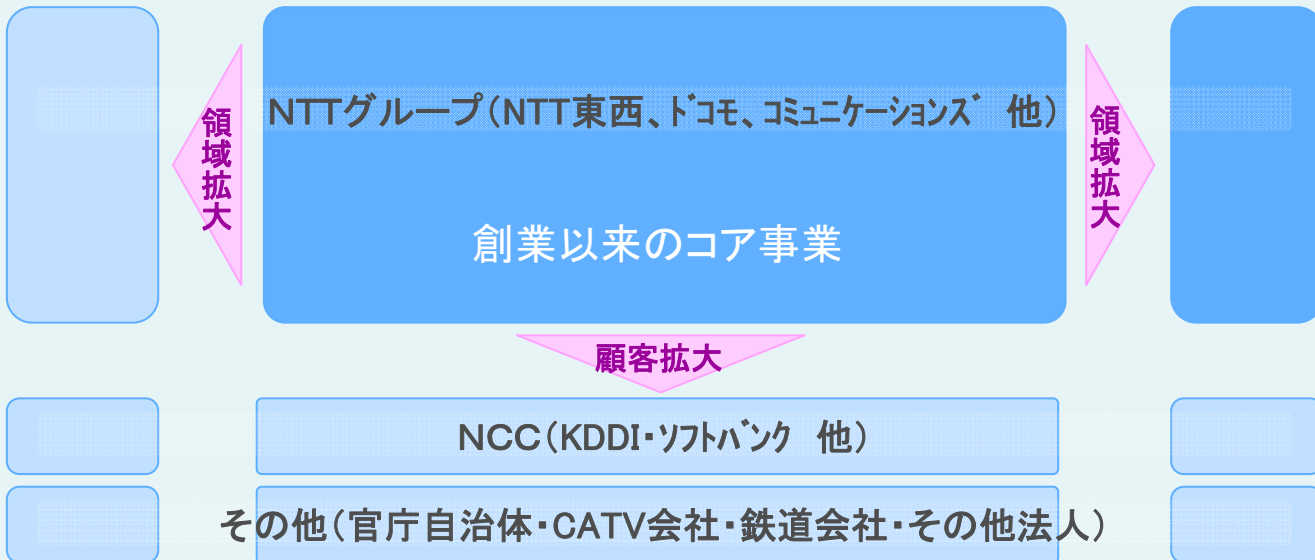 NTTグループ(NTT東西、ﾄﾞｺﾓ、ｺﾐｭﾆｹｰｼｮﾝｽﾞ 他)
領域拡大
領域拡大
創業以来のコア事業
顧客拡大
NCC(KDDI・ｿﾌﾄﾊﾞﾝｸ 他)
その他(官庁自治体・CATV会社・鉄道会社・その他法人)